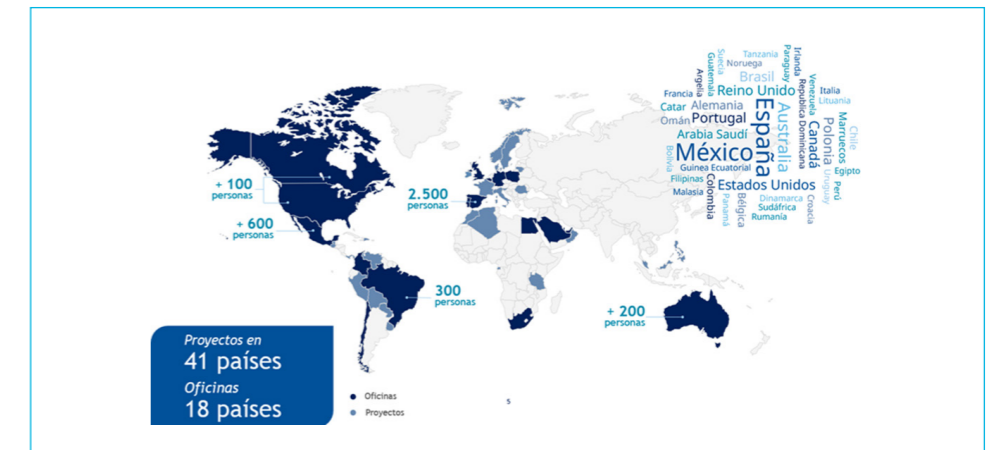 + 100
personas
+ 600
personas
2.500
personas
300
personas
+ 200
personas
Proyectos en
41 países
Oficinas
18 países
Oficinas
Proyectos
5
Tanzania
Noruega
Suecia
Guatemala
Paraguay
Irlanda
Brasil
Argelia
Francia
Reino Unido
Venezuela
Italia
Lituania
Catar
Alemania
Republica Dominicana
Omán
Portugal
España
Australia
Canadá
Polonia
Marruecos
Chile
Arabia Saudí
México
Bolivia
Guinea Ecuatorial
Egipto
Filipinas
Estados Unidos
Uruguay
Perú
Malasia
Colombia
Panamá
Bélgica
Dinamarca
Sudáfrica
Rumanía
Croacia